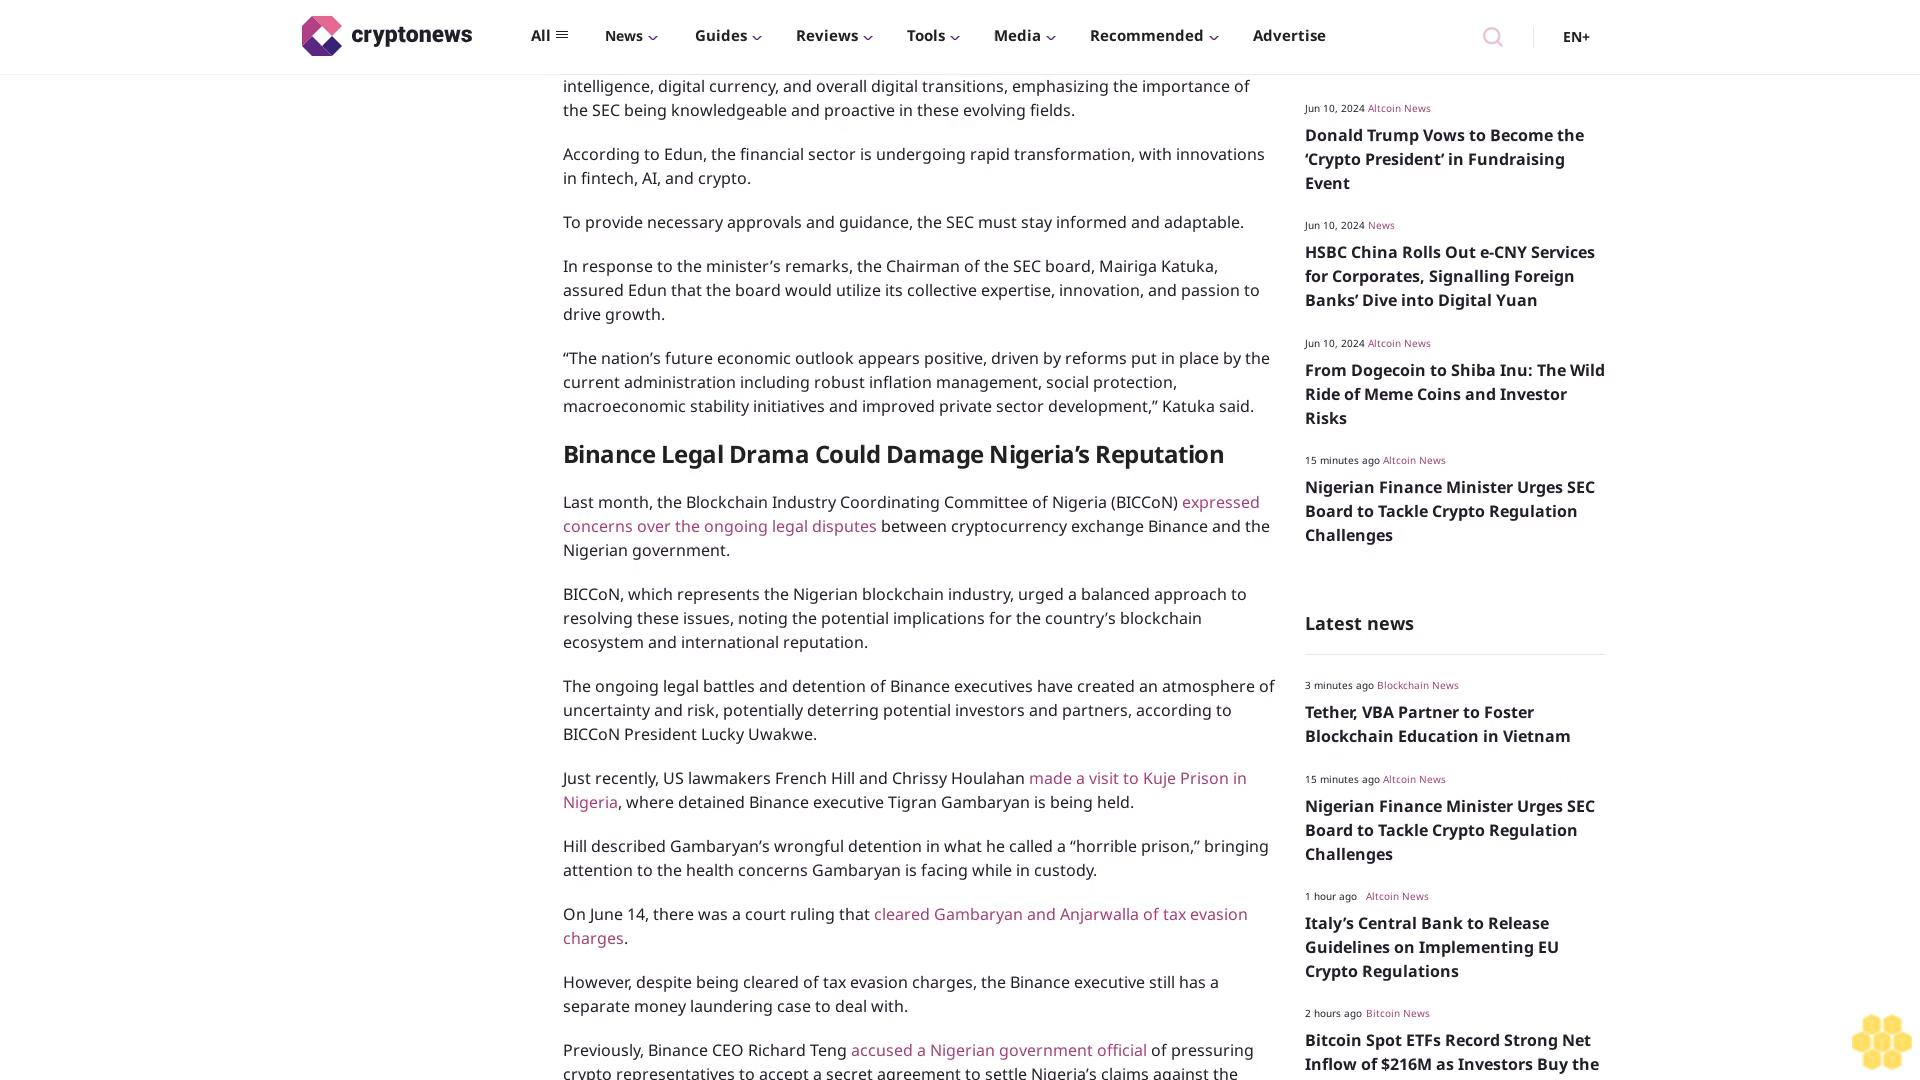 cryptonews
All
News
Guides
Reviews
Tools
Media
Recommended
Advertise
EN+
intelligence, digital currency, and overall digital transitions, emphasizing the importance of
the SEC being knowledgeable and proactive in these evolving fields.
According to Edun, the financial sector is undergoing rapid transformation, with innovations
in fintech, AI, and crypto.
To provide necessary approvals and guidance, the SEC must stay informed and adaptable.
In response to the minister’s remarks, the Chairman of the SEC board, Mairiga Katuka,
assured Edun that the board would utilize its collective expertise, innovation, and passion to
drive growth.
“The nation’s future economic outlook appears positive, driven by reforms put in place by the
current administration including robust inflation management, social protection,
macroeconomic stability initiatives and improved private sector development,” Katuka said.
Binance Legal Drama Could Damage Nigeria’s Reputation
Last month, the Blockchain Industry Coordinating Committee of Nigeria (BICCoN) expressed
concerns over the ongoing legal disputes between cryptocurrency exchange Binance and the
Nigerian government.
BICCoN, which represents the Nigerian blockchain industry, urged a balanced approach to
resolving these issues, noting the potential implications for the country’s blockchain
ecosystem and international reputation.
The ongoing legal battles and detention of Binance executives have created an atmosphere of
uncertainty and risk, potentially deterring potential investors and partners, according to
BICCoN President Lucky Uwakwe.
Just recently, US lawmakers French Hill and Chrissy Houlahan made a visit to Kuje Prison in
Nigeria, where detained Binance executive Tigran Gambaryan is being held.
Hill described Gambaryan’s wrongful detention in what he called a “horrible prison,” bringing
attention to the health concerns Gambaryan is facing while in custody.
On June 14, there was a court ruling that cleared Gambaryan and Anjarwalla of tax evasion
charges.
However, despite being cleared of tax evasion charges, the Binance executive still has a
separate money laundering case to deal with.
Previously, Binance CEO Richard Teng accused a Nigerian government official of pressuring
crypto representatives to accept a secret agreement to settle Nigeria’s claims against the
Jun 10, 2024 Altcoin News
Donald Trump Vows to Become the
‘Crypto President’ in Fundraising
Event
Jun 10, 2024 News
HSBC China Rolls Out e-CNY Services
for Corporates, Signalling Foreign
Banks’ Dive into Digital Yuan
Jun 10, 2024 Altcoin News
From Dogecoin to Shiba Inu: The Wild
Ride of Meme Coins and Investor
Risks
15 minutes ago Altcoin News
Nigerian Finance Minister Urges SEC
Board to Tackle Crypto Regulation
Challenges
Latest news
3 minutes ago Blockchain News
Tether, VBA Partner to Foster
Blockchain Education in Vietnam
15 minutes ago Altcoin News
Nigerian Finance Minister Urges SEC
Board to Tackle Crypto Regulation
Challenges
1 hour ago Altcoin News
Italy’s Central Bank to Release
Guidelines on Implementing EU
Crypto Regulations
2 hours ago Bitcoin News
Bitcoin Spot ETFs Record Strong Net
Inflow of $216M as Investors Buy the